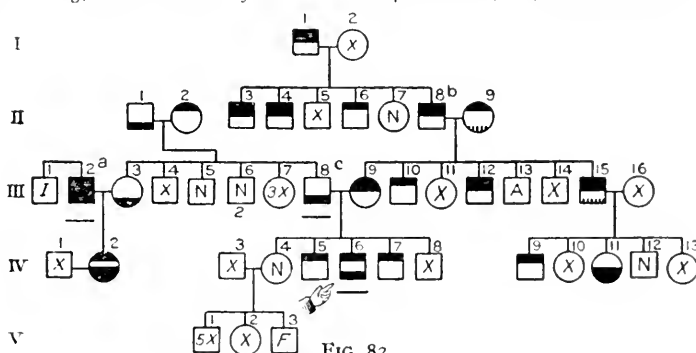 1 2
I X
3 4 5 6 7 8 b 9
1 2
II X N
1 2 a 3 4 5 6 7 8 c 9 10 11 12 13 14 15 16
III I X N N 3X X A X X
2
1 2 3 4 5 6 7 8 9 10 11 12 13
IV X X N X X N X
1 2 3
V 5X X F
FIG. 82